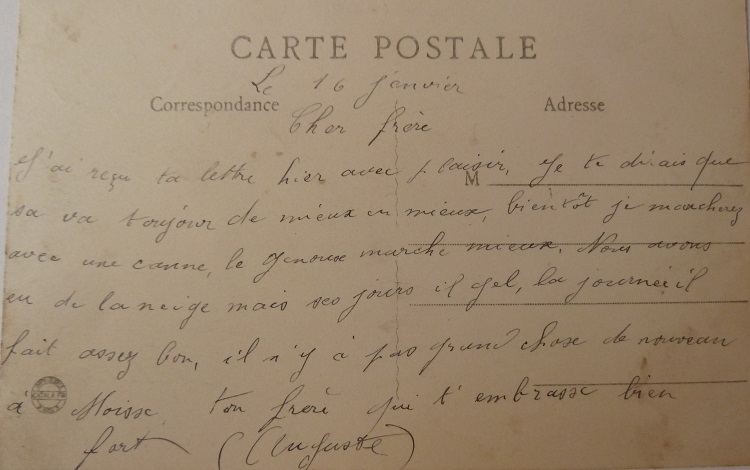 CARTE POSTALE
Le 16 janvier
Correspondance
Adresse
Cher frère
J'ai reçu ta lettre hier avec plaisir, Je te dirais que
M
sa va toujour de mieux en mieux, bientôt je marcherez
avec une canne, le genoux marche mieux. Nous avons
eu de la neige mais ses jours il gel, la journée il
fait assez bon, il n'y à pas grand chose de nouveau
à Moissc ton frère qui t'embrasse bien
fort (Auguste)